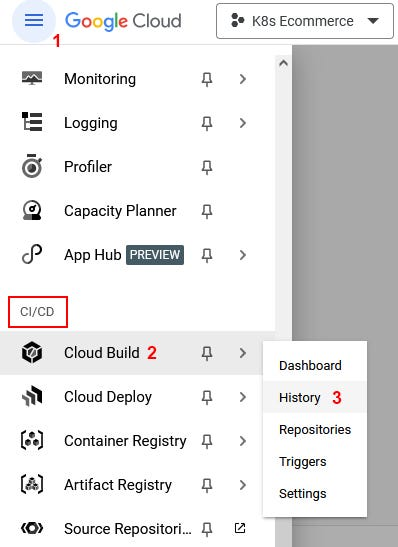 1
Google Cloud
K8s Ecommerce
Monitoring
Logging
Profiler
Capacity Planner
App Hub PREVIEW
CI/CD
Cloud Build 2
Cloud Deploy
Container Registry
Artifact Registry
Source Repositori...
Dashboard
History 3
Repositories
Triggers
Settings